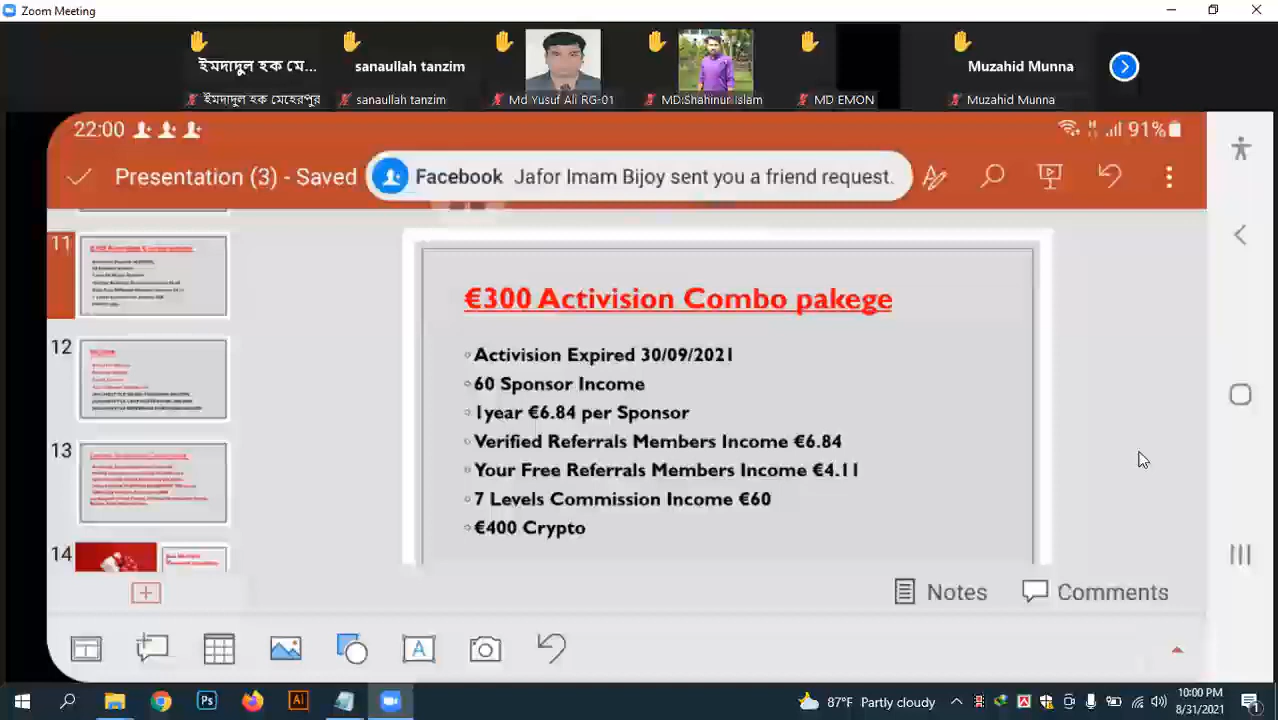 Zoom Meeting
ইমদাদুল হক মে...
sanaullah tanzim
Muzahid Munna
ইমদাদুল হক মেহেরপুর
sanaullah tanzim
Md Yusuf Ali RG-01
MD:Shahinur Islam
MD EMON
Muzahid Munna
22:00
91%
Presentation (3) - Saved
Facebook Jafor Imam Bijoy sent you a friend request.
11
12
13
14
€300 Activision Combo pakege
Activision Expired 30/09/2021
60 Sponsor Income
1year €6.84 per Sponsor
Verified Referrals Members Income €6.84
Your Free Referrals Members Income €4.11
7 Levels Commission Income €60
€400 Crypto
Notes
Comments
87°F Partly cloudy
10:00 PM
8/31/2021